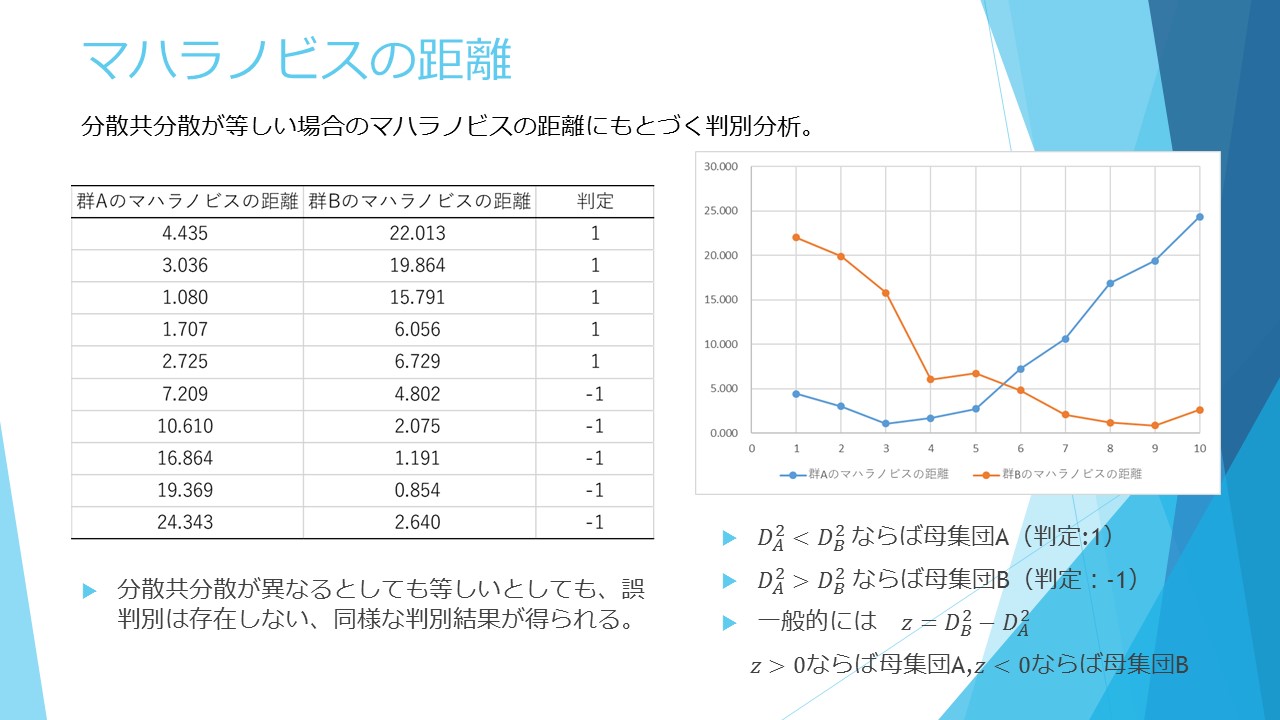 マハラノビスの距離
分散共分散が等しい場合のマハラノビスの距離にもとづく判別分析。
群Aのマハラノビスの距離 群Bのマハラノビスの距離 判定
4.435 22.013 1
3.036 19.864 1
1.080 15.791 1
1.707 6.056 1
2.725 6.729 1
7.209 4.802 -1
10.610 2.075 -1
16.864 1.191 -1
19.369 0.854 -1
24.343 2.640 -1
分散共分散が異なるとしても等しいとしても、誤
判別は存在しない、同様な判別結果が得られる。
30.000
25.000
20.000
15.000
10.000
5.000
0.000
0 1 2 3 4 5 6 7 8 9 10
群Aのマハラノビスの距離 群Bのマハラノビスの距離
𝐷_𝐴^2 < 𝐷_𝐵^2 ならば母集団A（判定:1）
𝐷_𝐴^2 > 𝐷_𝐵^2 ならば母集団B（判定：-1）
一般的には 𝑧 = 𝐷_𝐵^2 − 𝐷_𝐴^2
𝑧 > 0ならば母集団A,𝑧 < 0ならば母集団B